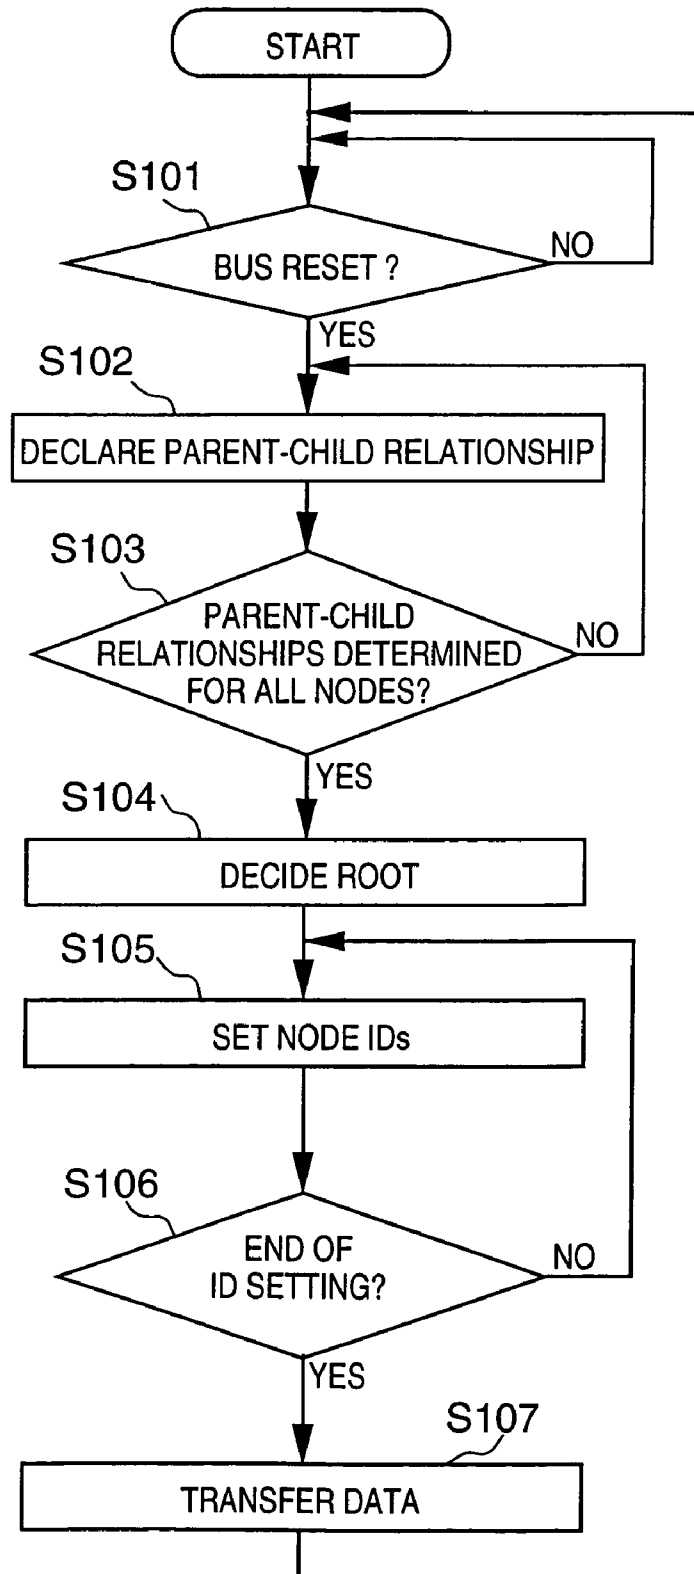 START
S101
BUS RESET ?
NO
YES
S102
DECLARE PARENT-CHILD RELATIONSHIP
S103
PARENT-CHILD
RELATIONSHIPS DETERMINED
FOR ALL NODES?
NO
YES
S104
DECIDE ROOT
S105
SET NODE IDs
S106
END OF
ID SETTING?
NO
YES
S107
TRANSFER DATA